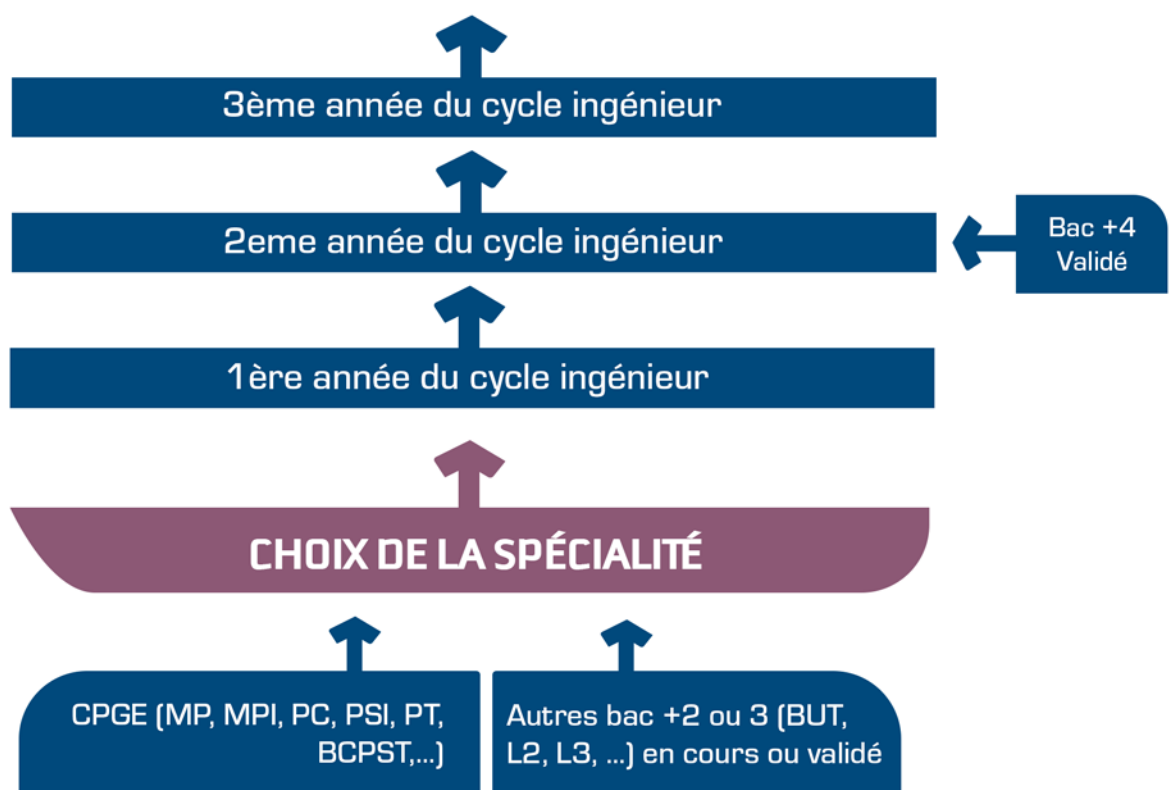 3ème année du cycle ingénieur
2eme année du cycle ingénieur
Bac +4
Validé
1ère année du cycle ingénieur
CHOIX DE LA SPÉCIALITÉ
CPGE (MP, MPI, PC, PSI, PT,
BCPST,...)
Autres bac +2 ou 3 (BUT,
L2, L3, ...) en cours ou validé